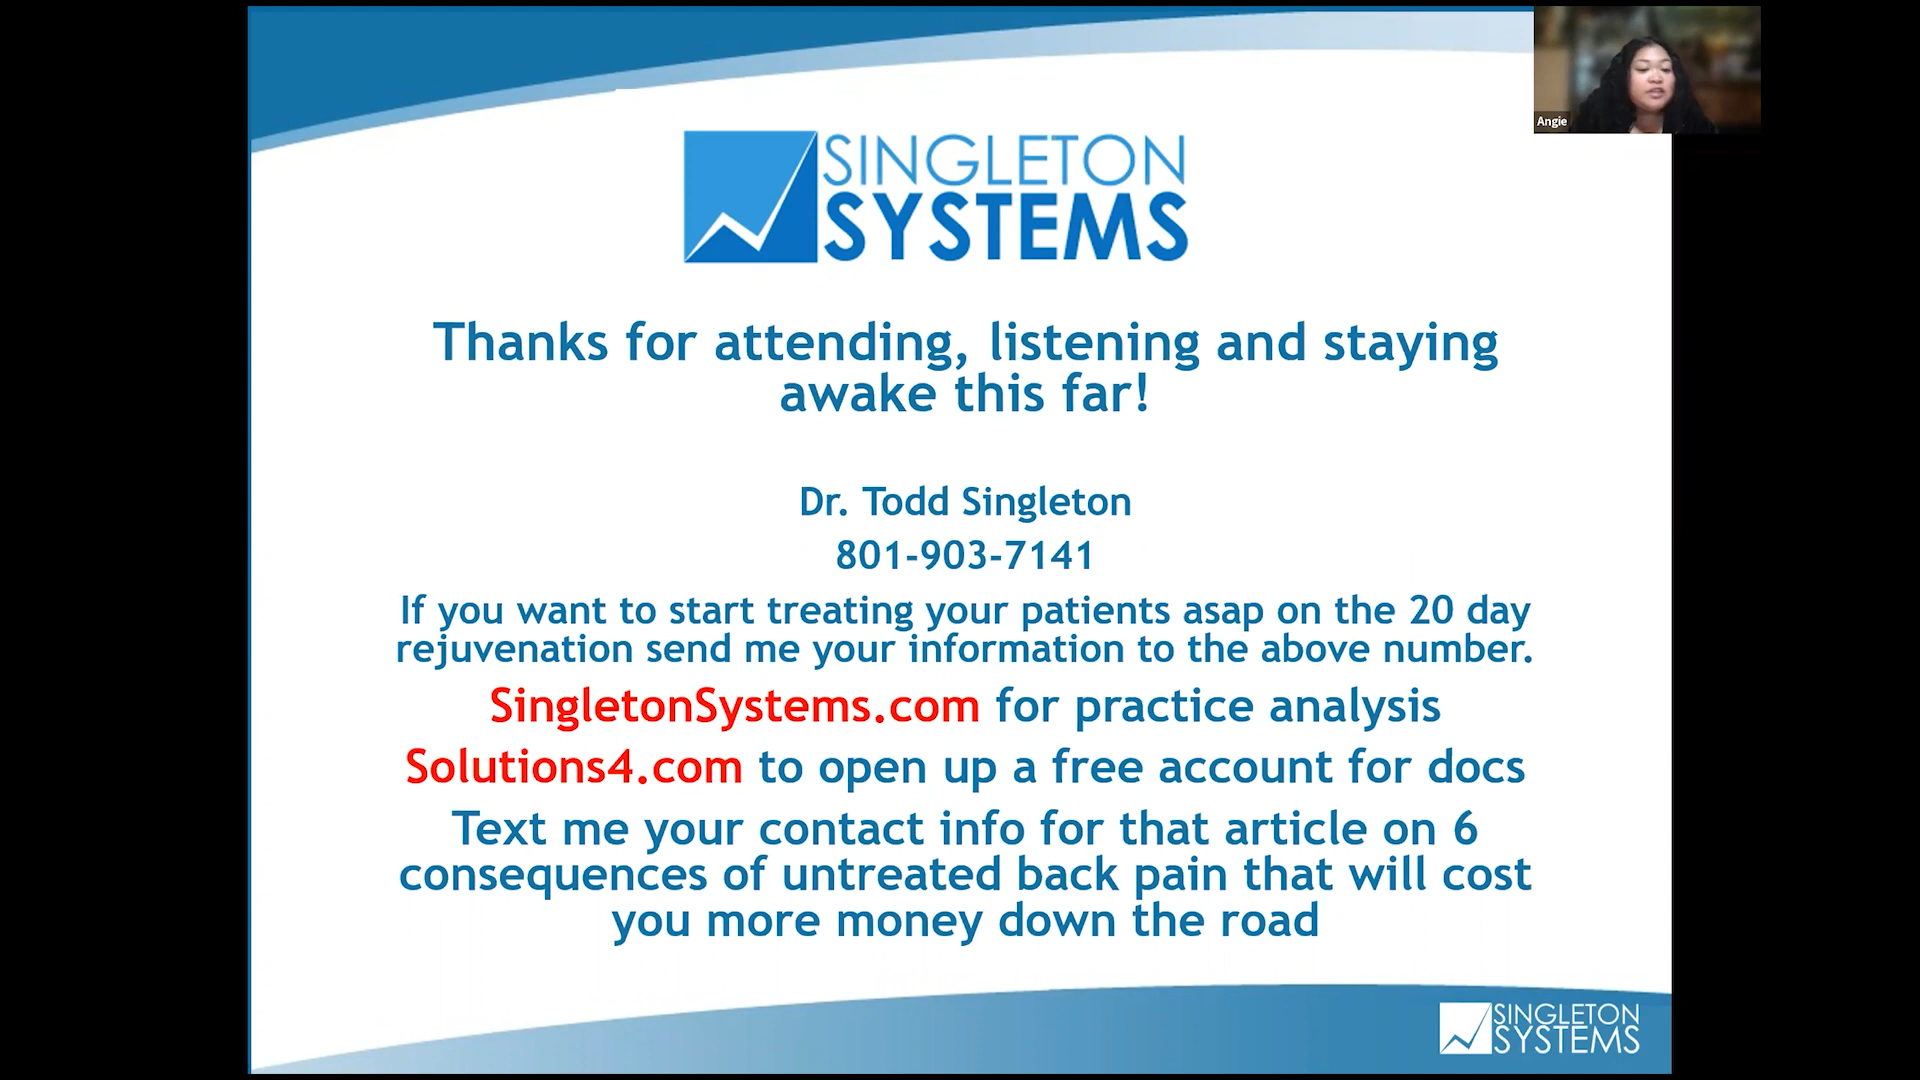 Angie
SINGLETON
SYSTEMS
Thanks for attending, listening and staying
awake this far!
Dr. Todd Singleton
801-903-7141
If you want to start treating your patients asap on the 20 day
rejuvenation send me your information to the above number.
SingletonSystems.com for practice analysis
Solutions4.com to open up a free account for docs
Text me your contact info for that article on 6
consequences of untreated back pain that will cost
you more money down the road
SINGLETON
SYSTEMS